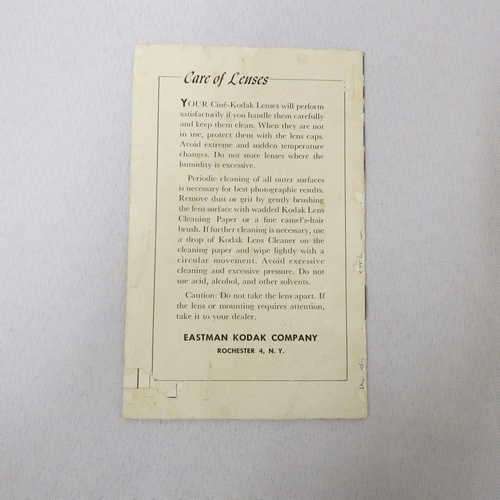 Care of Lenses
YOUR Ciné-Kodak Lenses will perform
satisfactorily if you handle them carefully
and keep them clean. When they are not
in use, protect them with the lens caps.
Avoid extreme and sudden temperature
changes. Do not store lenses where the
humidity is excessive.
Periodic cleaning of all outer surfaces
is necessary for best photographic results.
Remove dust or grit by gently brushing
the lens surface with wadded Kodak Lens
Cleaning Paper or a fine camel's-hair
brush. If further cleaning is necessary, use
a drop of Kodak Lens Cleaner on the
cleaning paper and wipe lightly with a
circular movement. Avoid excessive
cleaning and excessive pressure. Do not
use acid, alcohol, and other solvents.
Caution: Do not take the lens apart. If
the lens or mounting requires attention,
take it to your dealer.
EASTMAN KODAK COMPANY
ROCHESTER 4, N. Y.